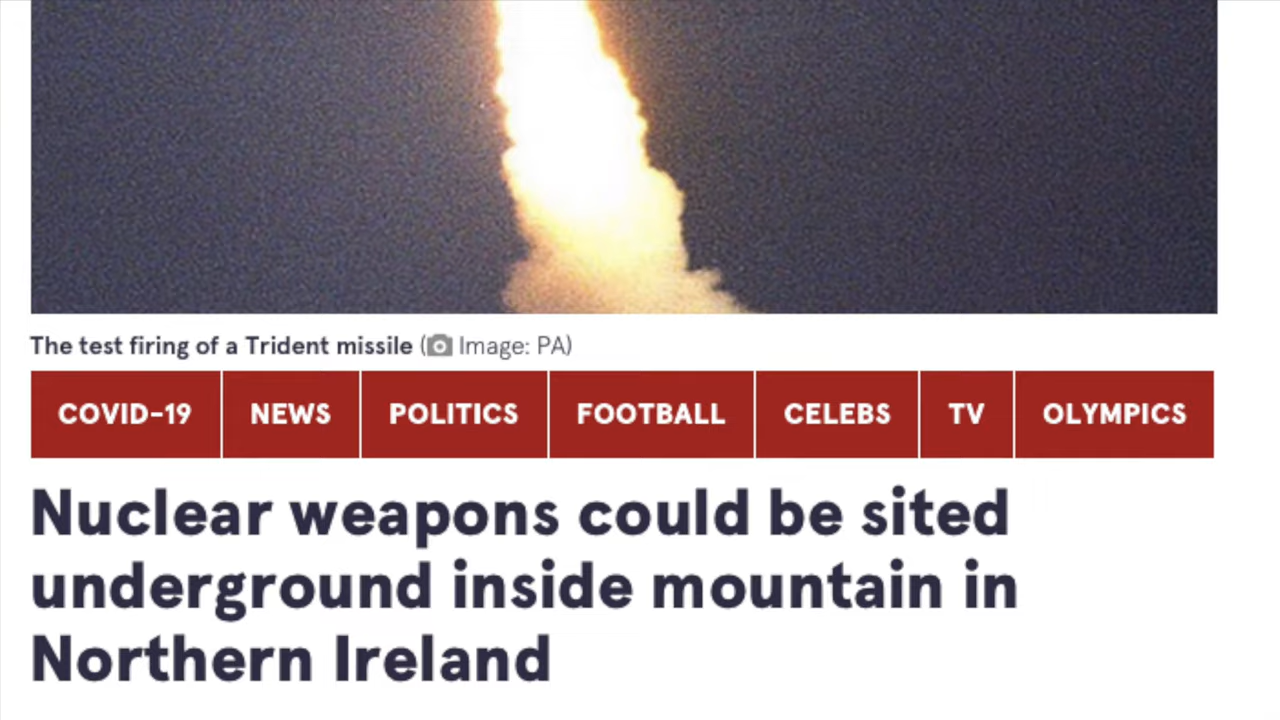 The test firing of a Trident missile (Image: PA)
COVID-19 NEWS POLITICS FOOTBALL CELEBS TV OLYMPICS
Nuclear weapons could be sited
underground inside mountain in
Northern Ireland